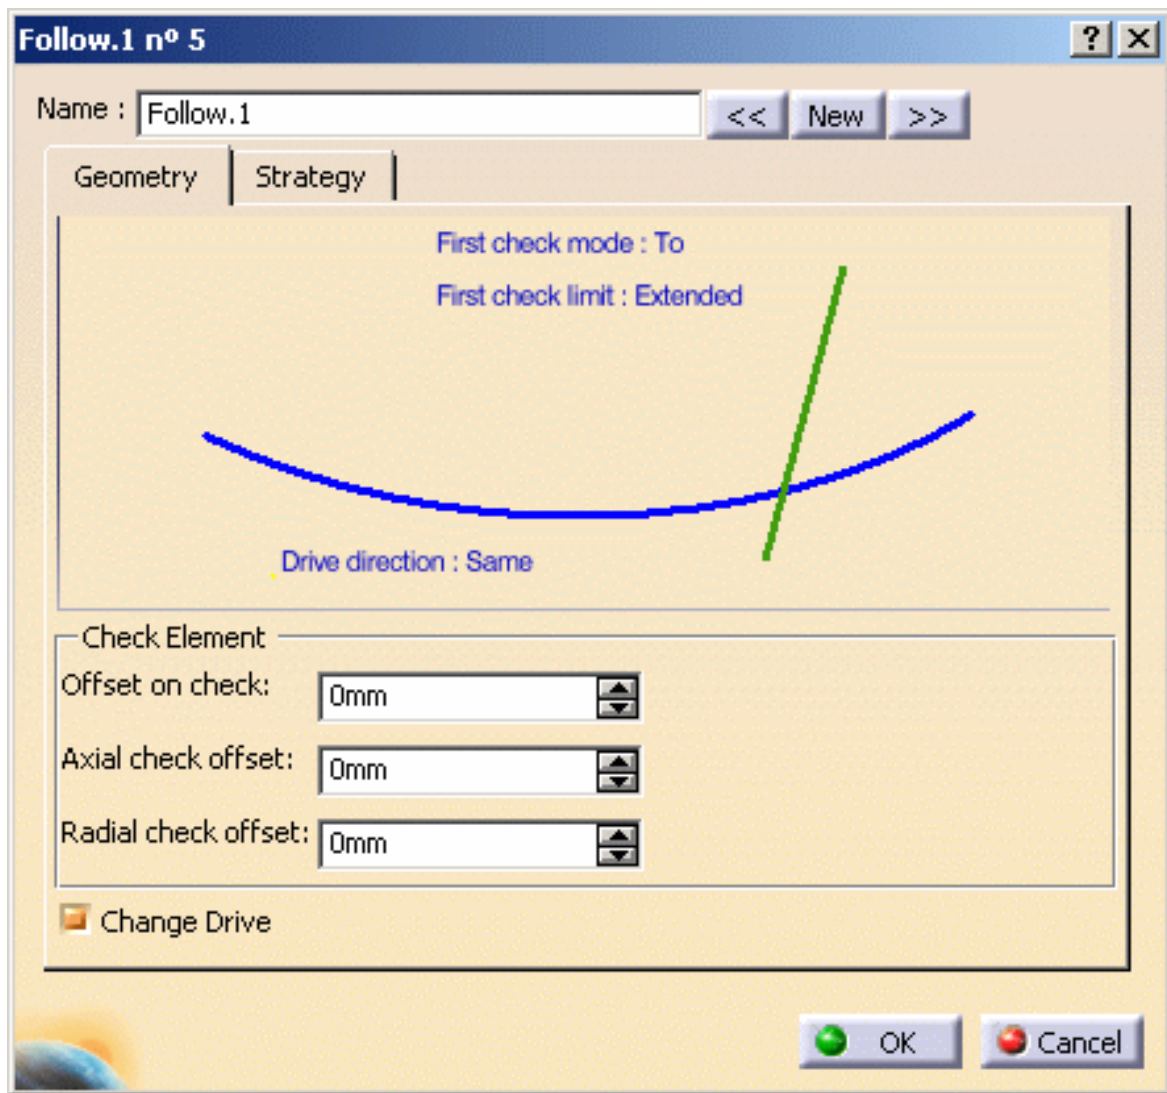 Follow.1 nº 5
? X
Name : Follow.1 << New >>
Geometry Strategy
First check mode : To
First check limit : Extended
Drive direction : Same
Check Element
Offset on check: 0mm
Axial check offset: 0mm
Radial check offset: 0mm
Change Drive
OK Cancel